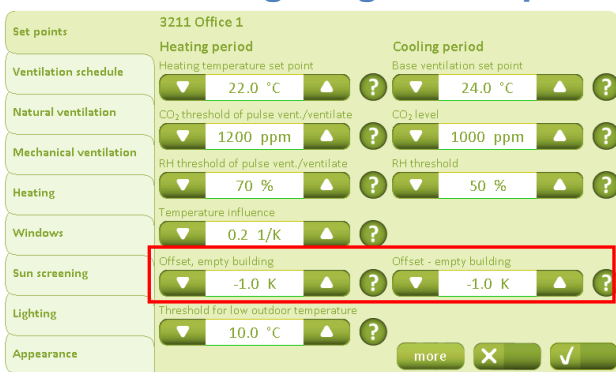 3211 Office 1
Set points
Ventilation schedule
Natural ventilation
Mechanical ventilation
Heating
Windows
Sun screening
Lighting
Appearance
Heating period
Cooling period
Heating temperature set point
Base ventilation set point
22.0 °C
?
24.0 °C
?
CO₂ threshold of pulse vent./ventilate
CO₂ level
1200 ppm
?
1000 ppm
?
RH threshold of pulse vent./ventilate
RH threshold
70 %
?
50 %
?
Temperature influence
0.2 1/K
?
Offset, empty building
Offset - empty building
-1.0 K
?
-1.0 K
?
Threshold for low outdoor temperature
10.0 °C
?
more